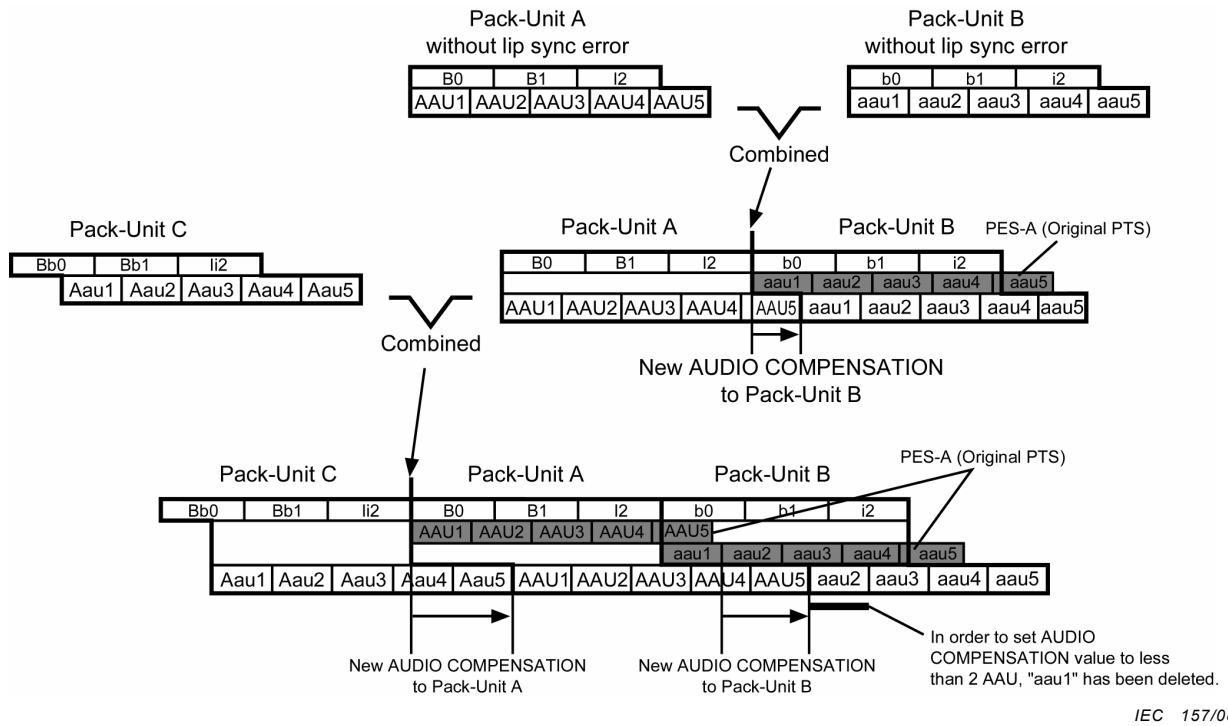 Pack-Unit A
without lip sync error
Pack-Unit B
without lip sync error
B0 B1 I2
AAU1 AAU2 AAU3 AAU4 AAU5
b0 b1 i2
aau1 aau2 aau3 aau4 aau5
Combined
Pack-Unit C
Bb0 Bb1 Ii2
Aau1 Aau2 Aau3 Aau4 Aau5
Combined
Pack-Unit A Pack-Unit B PES-A (Original PTS)
B0 B1 I2 b0 b1 i2
aau1 aau2 aau3 aau4 aau5
AAU1 AAU2 AAU3 AAU4 AAU5 aau1 aau2 aau3 aau4 aau5
New AUDIO COMPENSATION
to Pack-Unit B
Pack-Unit C Pack-Unit A Pack-Unit B PES-A (Original PTS)
Bb0 Bb1 Ii2 B0 B1 I2 b0 b1 i2
AAU1 AAU2 AAU3 AAU4 AAU5
aau1 aau2 aau3 aau4 aau5
Aau1 Aau2 Aau3 Aau4 Aau5 AAU1 AAU2 AAU3 AAU4 AAU5 aau2 aau3 aau4 aau5
New AUDIO COMPENSATION
to Pack-Unit A
New AUDIO COMPENSATION
to Pack-Unit B
In order to set AUDIO
COMPENSATION value to less
than 2 AAU, "aau1" has been deleted.
IEC